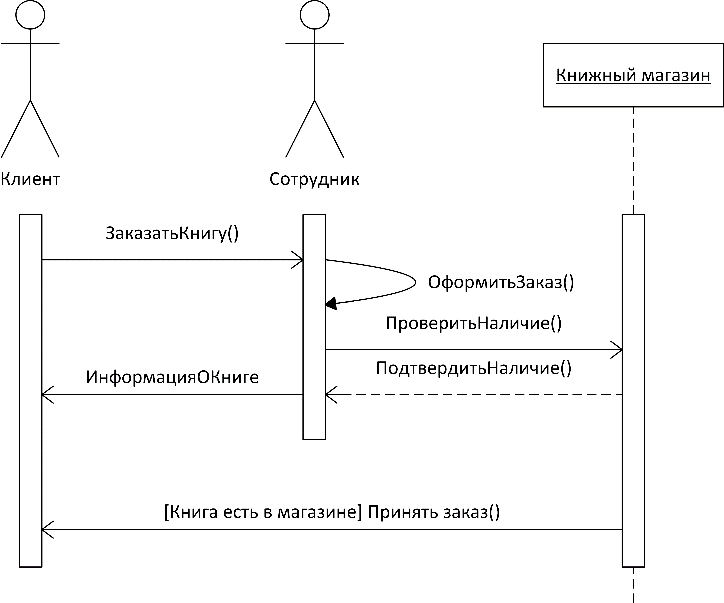 Книжный магазин
Клиент
Сотрудник
ЗаказатьКнигу()
ОформитьЗаказ()
ПроверитьНаличие()
ПодтвердитьНаличие()
ИнформацияОКниге
[Книга есть в магазине] Принять заказ()